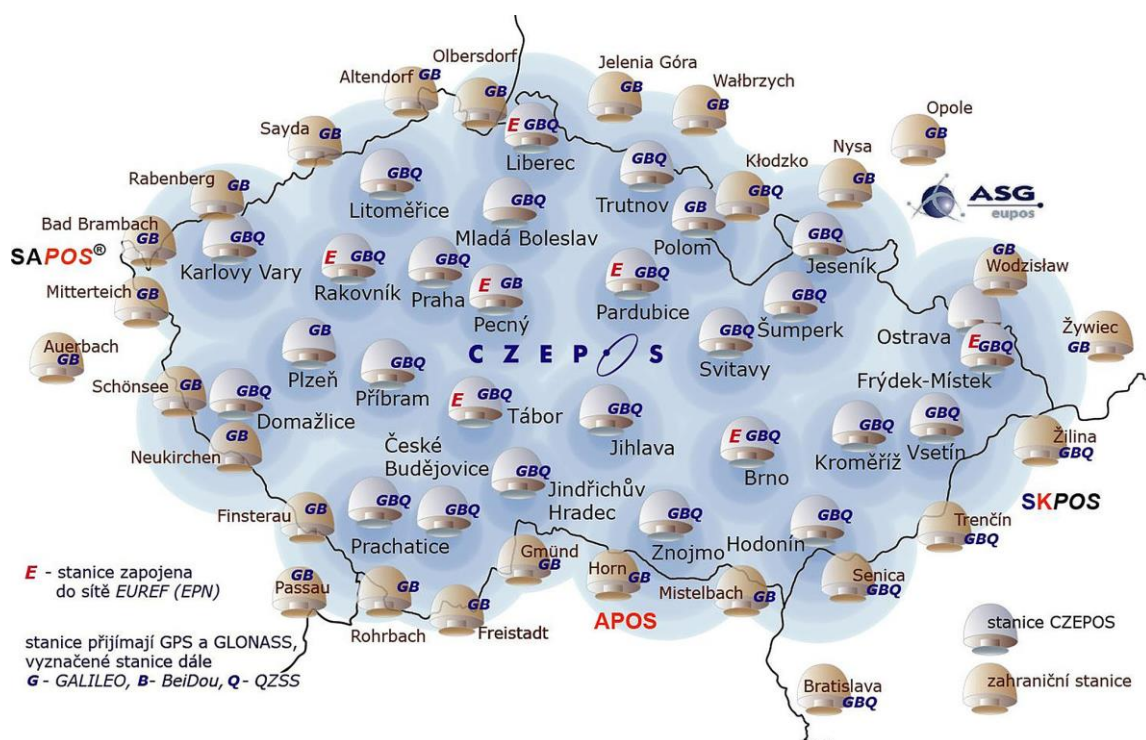 Olbersdorf
GB
Altendorf
GB
Jelenia Góra
GB
Wałbrzych
GB
Opole
GB
Sayda
GB
E GBQ
Liberec
GBQ
Litoměřice
GBQ
Trutnov
Kłodzko
GBQ
Nysa
GB
ASG
eupos
Rabenberg
GB
GBQ
Mladá Boleslav
GB
Polom
Bad Brambach
GB
GBQ
Karlovy Vary
GBQ
Jeseník
SAPOS®
E GBQ
Rakovník
GBQ
Praha
E GB
Pecný
E GBQ
Pardubice
GB
Wodzisław
Mitterteich
GB
GBQ
Šumperk
Ostrava
Żywiec
GB
Auerbach
GB
GB
Plzeň
CZEPOS
GBQ
Svitavy
E GBQ
Frýdek-Místek
Schönsee
GB
GBQ
Domažlice
GBQ
Příbram
E GBQ
Tábor
GBQ
Jihlava
E GBQ
Brno
GBQ
Kroměříž
GBQ
Vsetín
Žilina
GBQ
Neukirchen
GB
České
Budějovice
GBQ
GBQ
Jindřichův
Hradec
SKPOS
Finsterau
GB
GBQ
Prachatice
GBQ
Znojmo
GBQ
Hodonín
Trenčín
GBQ
Gmünd
GB
Horn
GB
Mistelbach
GB
Senica
GBQ
E - stanice zapojena
do sítě EUREF (EPN)
GB
Passau
GB
Rohrbach
GB
Freistadt
APOS
stanice CZEPOS
stanice přijímají GPS a GLONASS,
vyznačené stanice dále
G - GALILEO, B- BeiDou, Q- QZSS
Bratislava
GBQ
zahraniční stanice